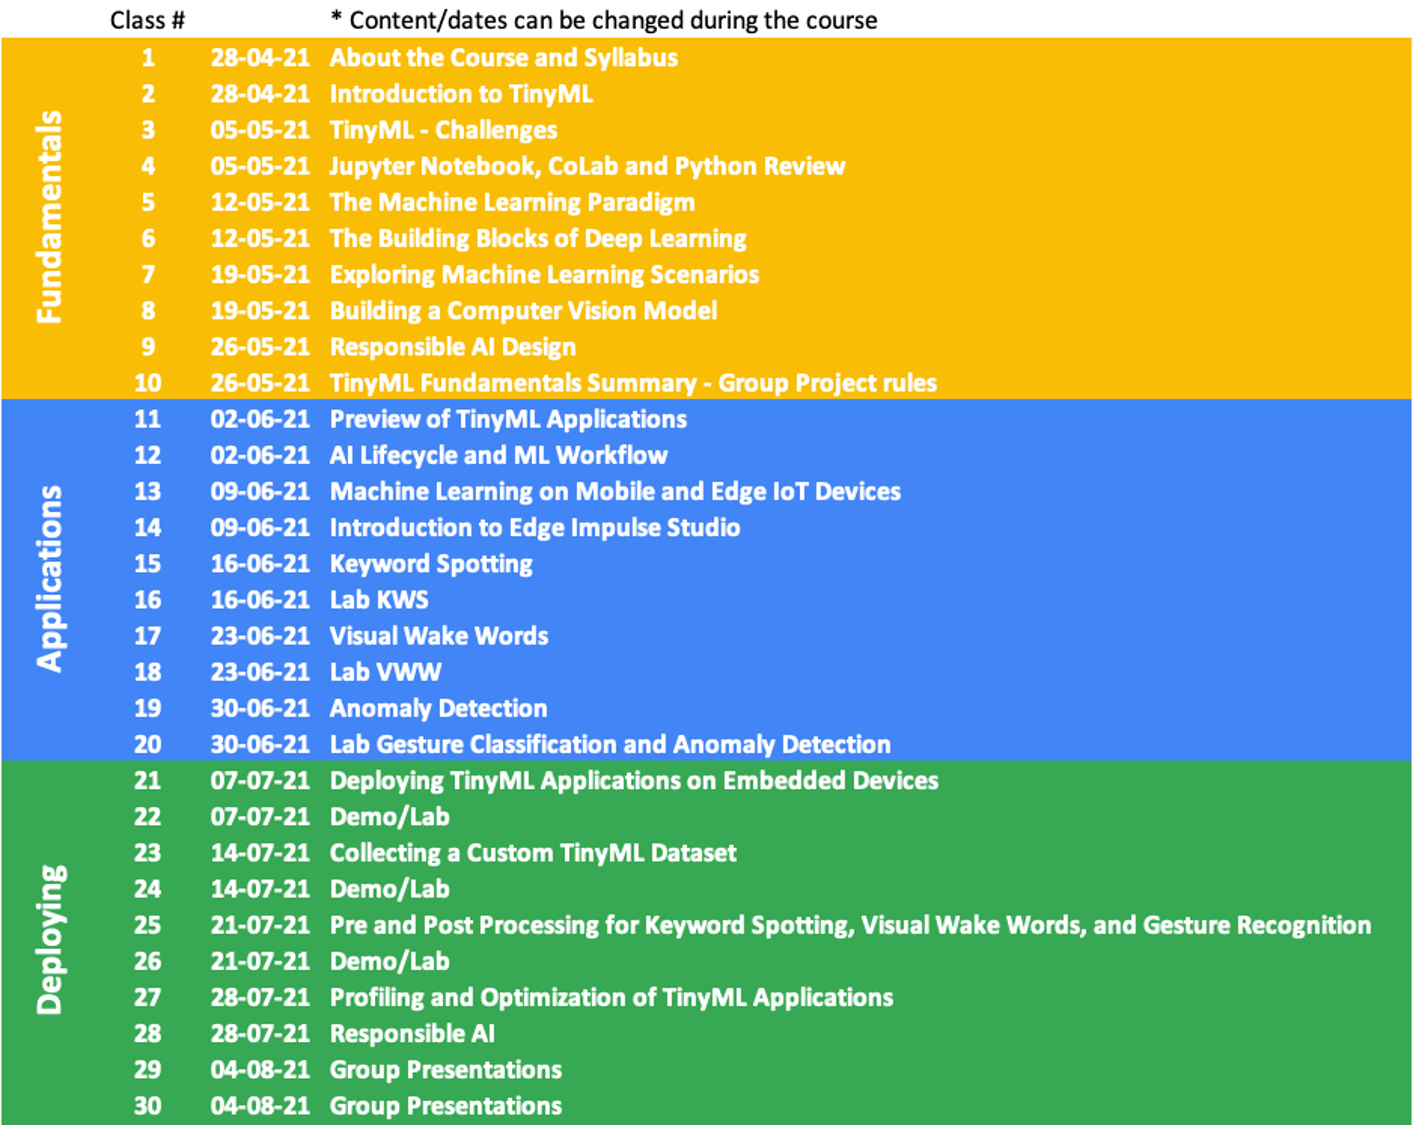 Class # * Content/dates can be changed during the course
Fundamentals
1 28-04-21 About the Course and Syllabus
2 28-04-21 Introduction to TinyML
3 05-05-21 TinyML - Challenges
4 05-05-21 Jupyter Notebook, CoLab and Python Review
5 12-05-21 The Machine Learning Paradigm
6 12-05-21 The Building Blocks of Deep Learning
7 19-05-21 Exploring Machine Learning Scenarios
8 19-05-21 Building a Computer Vision Model
9 26-05-21 Responsible AI Design
10 26-05-21 TinyML Fundamentals Summary - Group Project rules
Applications
11 02-06-21 Preview of TinyML Applications
12 02-06-21 AI Lifecycle and ML Workflow
13 09-06-21 Machine Learning on Mobile and Edge IoT Devices
14 09-06-21 Introduction to Edge Impulse Studio
15 16-06-21 Keyword Spotting
16 16-06-21 Lab KWS
17 23-06-21 Visual Wake Words
18 23-06-21 Lab VWW
19 30-06-21 Anomaly Detection
20 30-06-21 Lab Gesture Classification and Anomaly Detection
Deploying
21 07-07-21 Deploying TinyML Applications on Embedded Devices
22 07-07-21 Demo/Lab
23 14-07-21 Collecting a Custom TinyML Dataset
24 14-07-21 Demo/Lab
25 21-07-21 Pre and Post Processing for Keyword Spotting, Visual Wake Words, and Gesture Recognition
26 21-07-21 Demo/Lab
27 28-07-21 Profiling and Optimization of TinyML Applications
28 28-07-21 Responsible AI
29 04-08-21 Group Presentations
30 04-08-21 Group Presentations